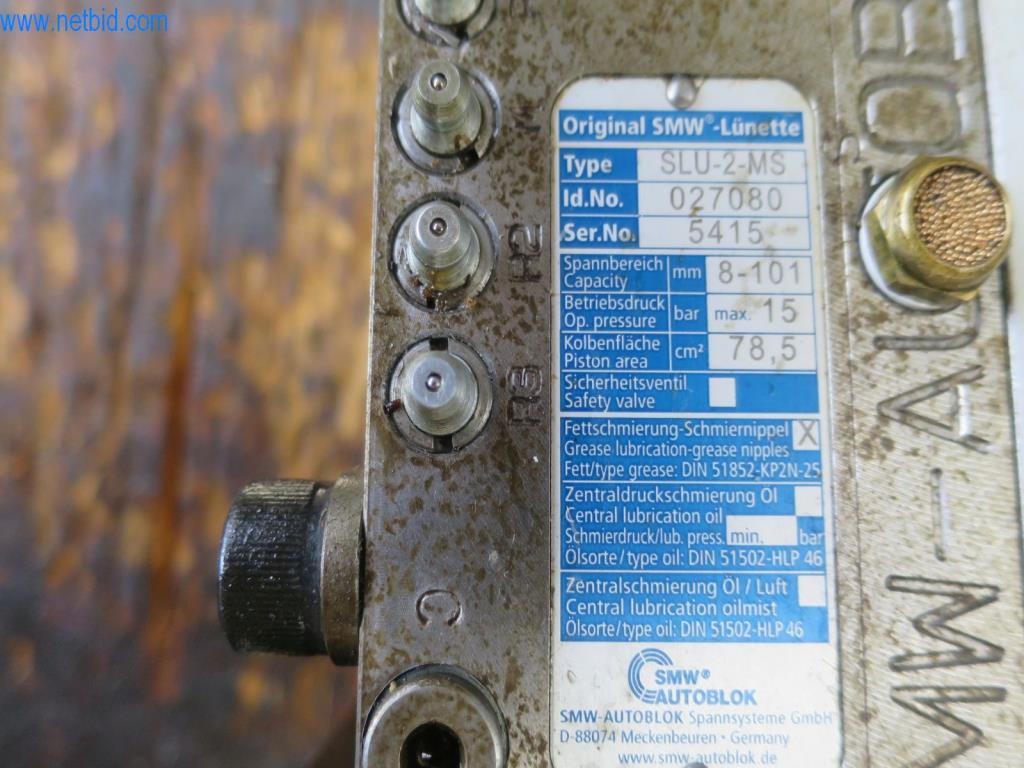 www.netbid.com
Original SMW®-Lünette
Type SLU-2-MS
Id.No. 027080
Ser.No. 5415
Spannbereich
Capacity mm 8-101
Betriebsdruck
Op. pressure bar max. 15
Kolbenfläche
Piston area cm² 78,5
Sicherheitsventil
Safety valve
Fettschmierung-Schmiernippel X
Grease lubrication-grease nipples
Fett/type grease: DIN 51852-KP2N-25
Zentraldruckschmierung Öl
Central lubrication oil
Schmierdruck/lub. press. min. bar
Ölsorte/type oil: DIN 51502-HLP 46
Zentralschmierung Öl / Luft
Central lubrication oilmist
Ölsorte/type oil: DIN 51502-HLP 46
SMW®
AUTOBLOK
SMW-AUTOBLOK Spannsysteme GmbH
D-88074 Meckenbeuren • Germany
www.smw-autoblok.de
H2
R3
C
MW-AUTOB